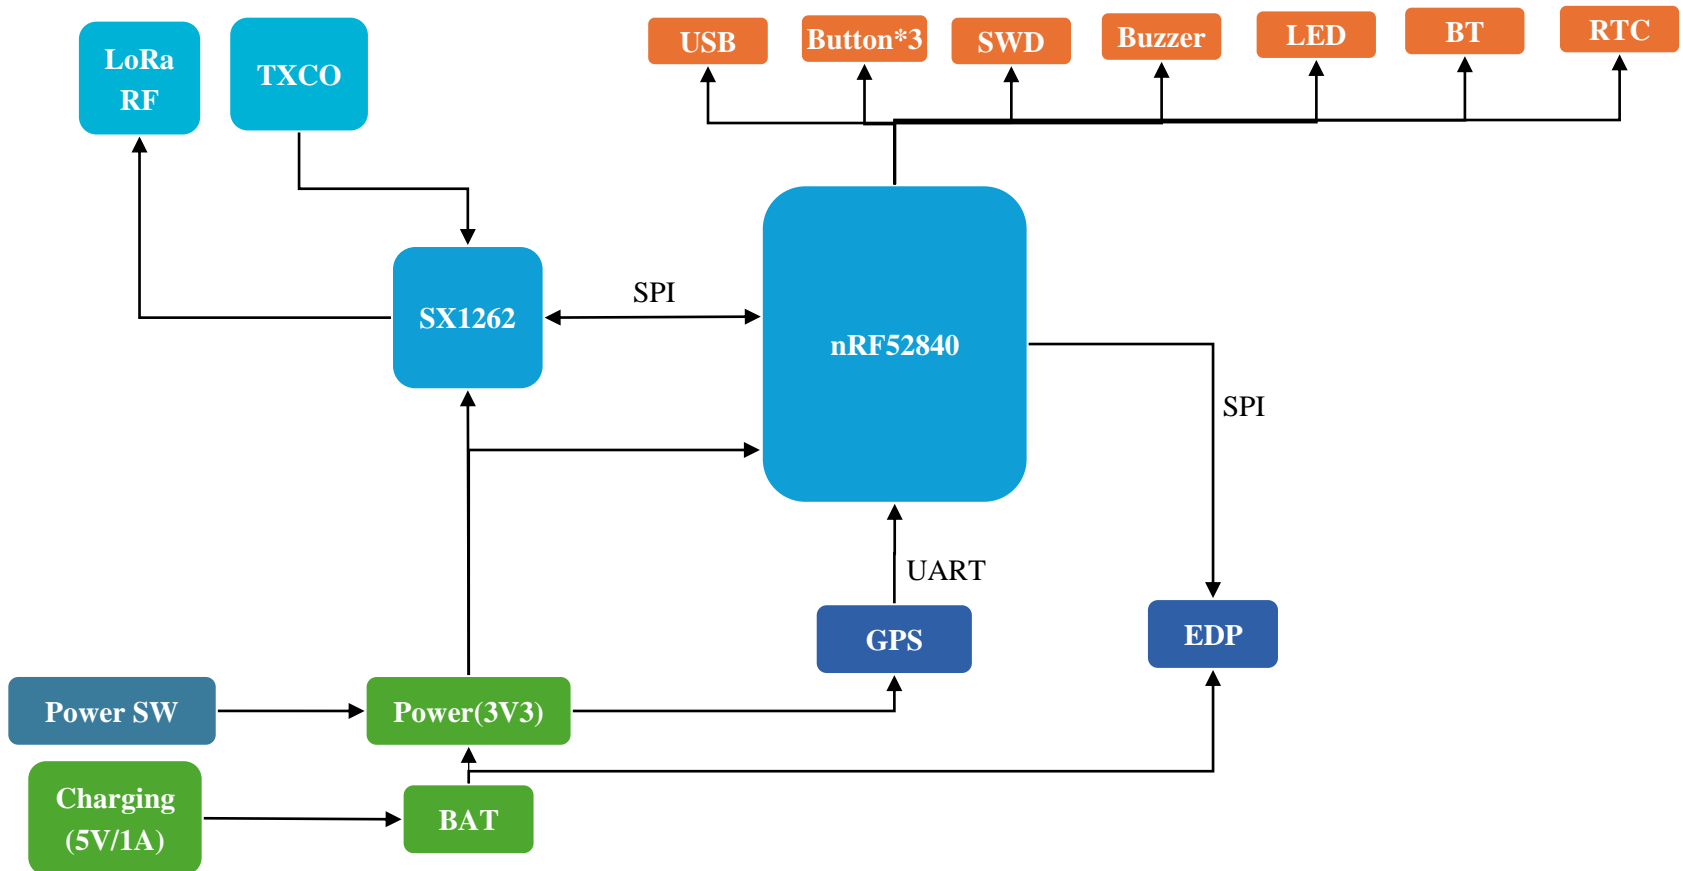 LoRa
RF
TXCO
USB
Button*3
SWD
Buzzer
LED
BT
RTC
SX1262
SPI
nRF52840
SPI
UART
GPS
EDP
Power SW
Power(3V3)
Charging
(5V/1A)
BAT